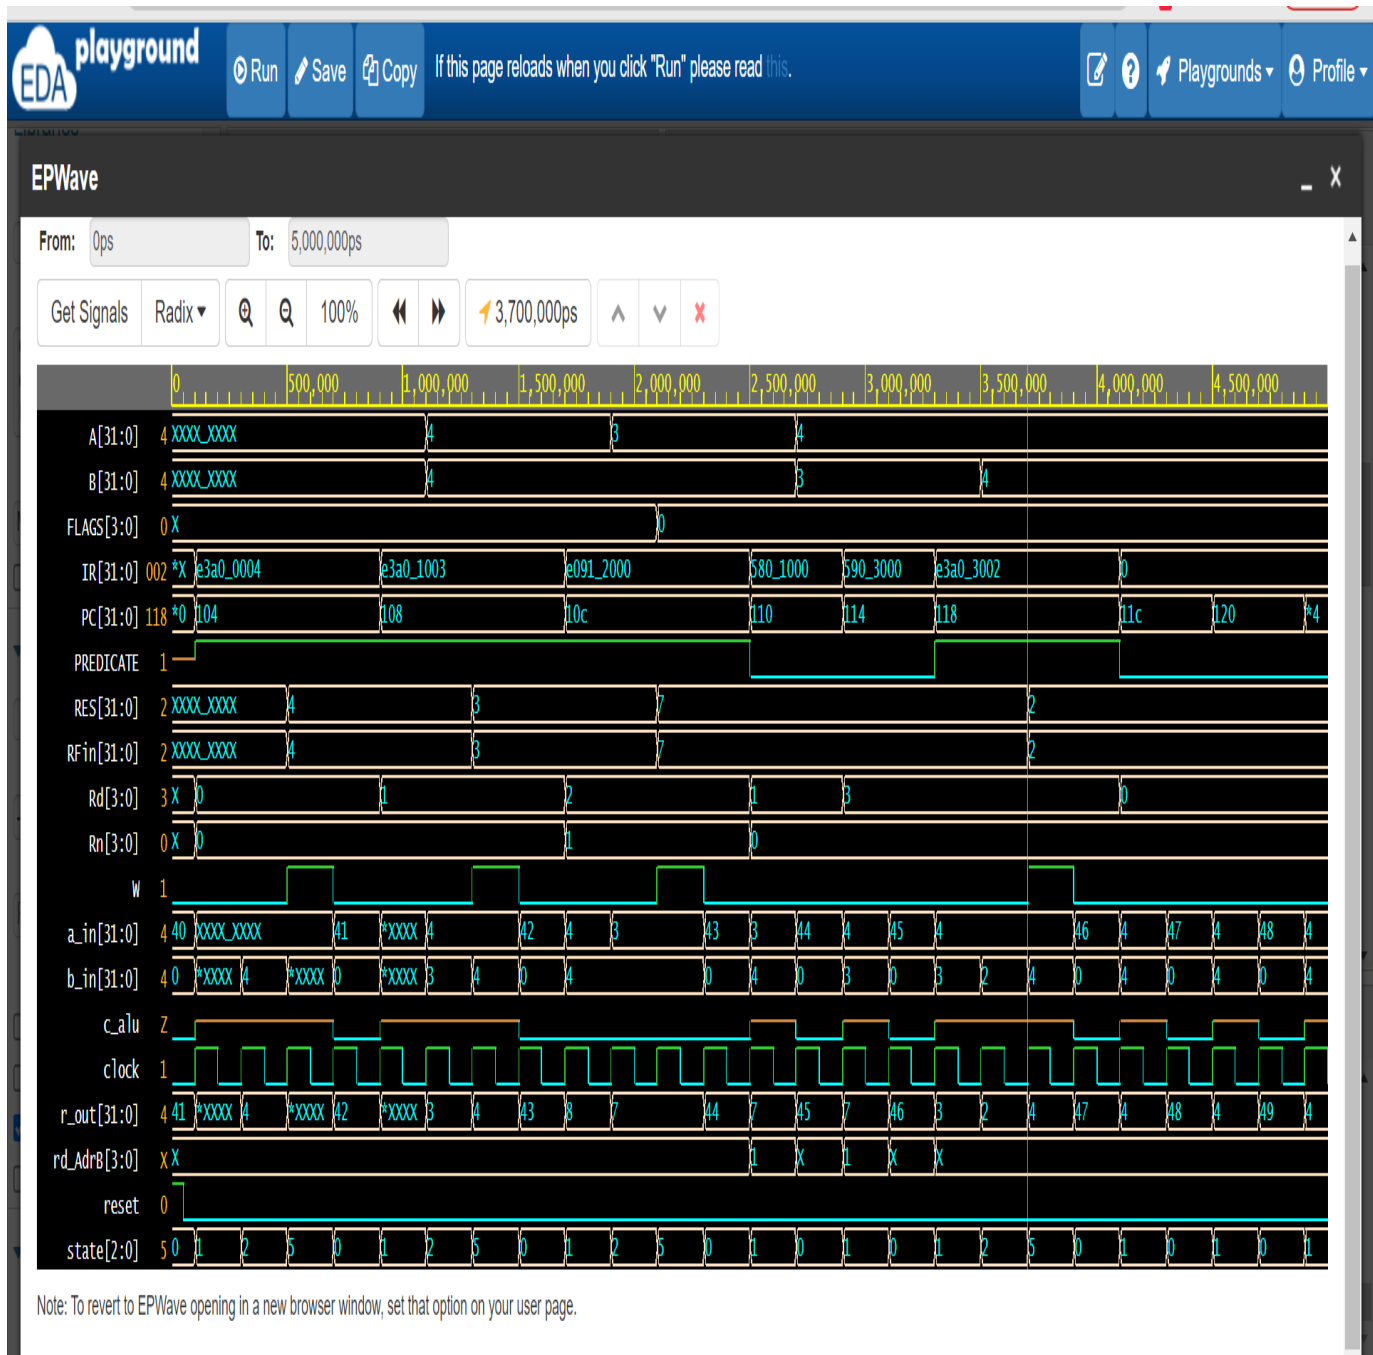 EDA playground Run Save Copy If this page reloads when you click "Run" please read this. Playgrounds Profile
EPWave
From: 0ps To: 5,000,000ps
Get Signals Radix 100% 3,700,000ps
0 500,000 1,000,000 1,500,000 2,000,000 2,500,000 3,000,000 3,500,000 4,000,000 4,500,000
A[31:0] 4 XXXX_XXXX 4 3 4
B[31:0] 4 XXXX_XXXX 4 3 4
FLAGS[3:0] 0 X 0
IR[31:0] 002 *X e3a0_0004 e3a0_1003 e091_2000 580_1000 590_3000 e3a0_3002 0
PC[31:0] 118 *0 104 108 10c 110 114 118 11c 120 *4
PREDICATE 1
RES[31:0] 2 XXXX_XXXX 4 3 7 2
RFin[31:0] 2 XXXX_XXXX 4 3 7 2
Rd[3:0] 3 X 0 1 2 1 3 0
Rn[3:0] 0 X 0 1 0
W 1
a_in[31:0] 4 40 XXXX_XXXX 41 *XXXX 4 42 4 3 43 3 44 4 45 4 46 4 47 4 48 4
b_in[31:0] 4 0 *XXXX 4 *XXXX 0 *XXXX 3 4 0 4 0 4 0 3 0 3 2 4 0 4 0 4 0 4
c_alu Z
clock 1
r_out[31:0] 4 41 *XXXX 4 *XXXX 42 *XXXX 3 4 43 8 7 44 7 45 7 46 3 2 4 47 4 48 4 49 4
rd_AdrB[3:0] X X 1 X 1 X X
reset 0
state[2:0] 5 0 1 2 5 0 1 2 5 0 1 2 5 0 1 0 1 0 1 2 5 0 1 0 1 0 1
Note: To revert to EPWave opening in a new browser window, set that option on your user page.